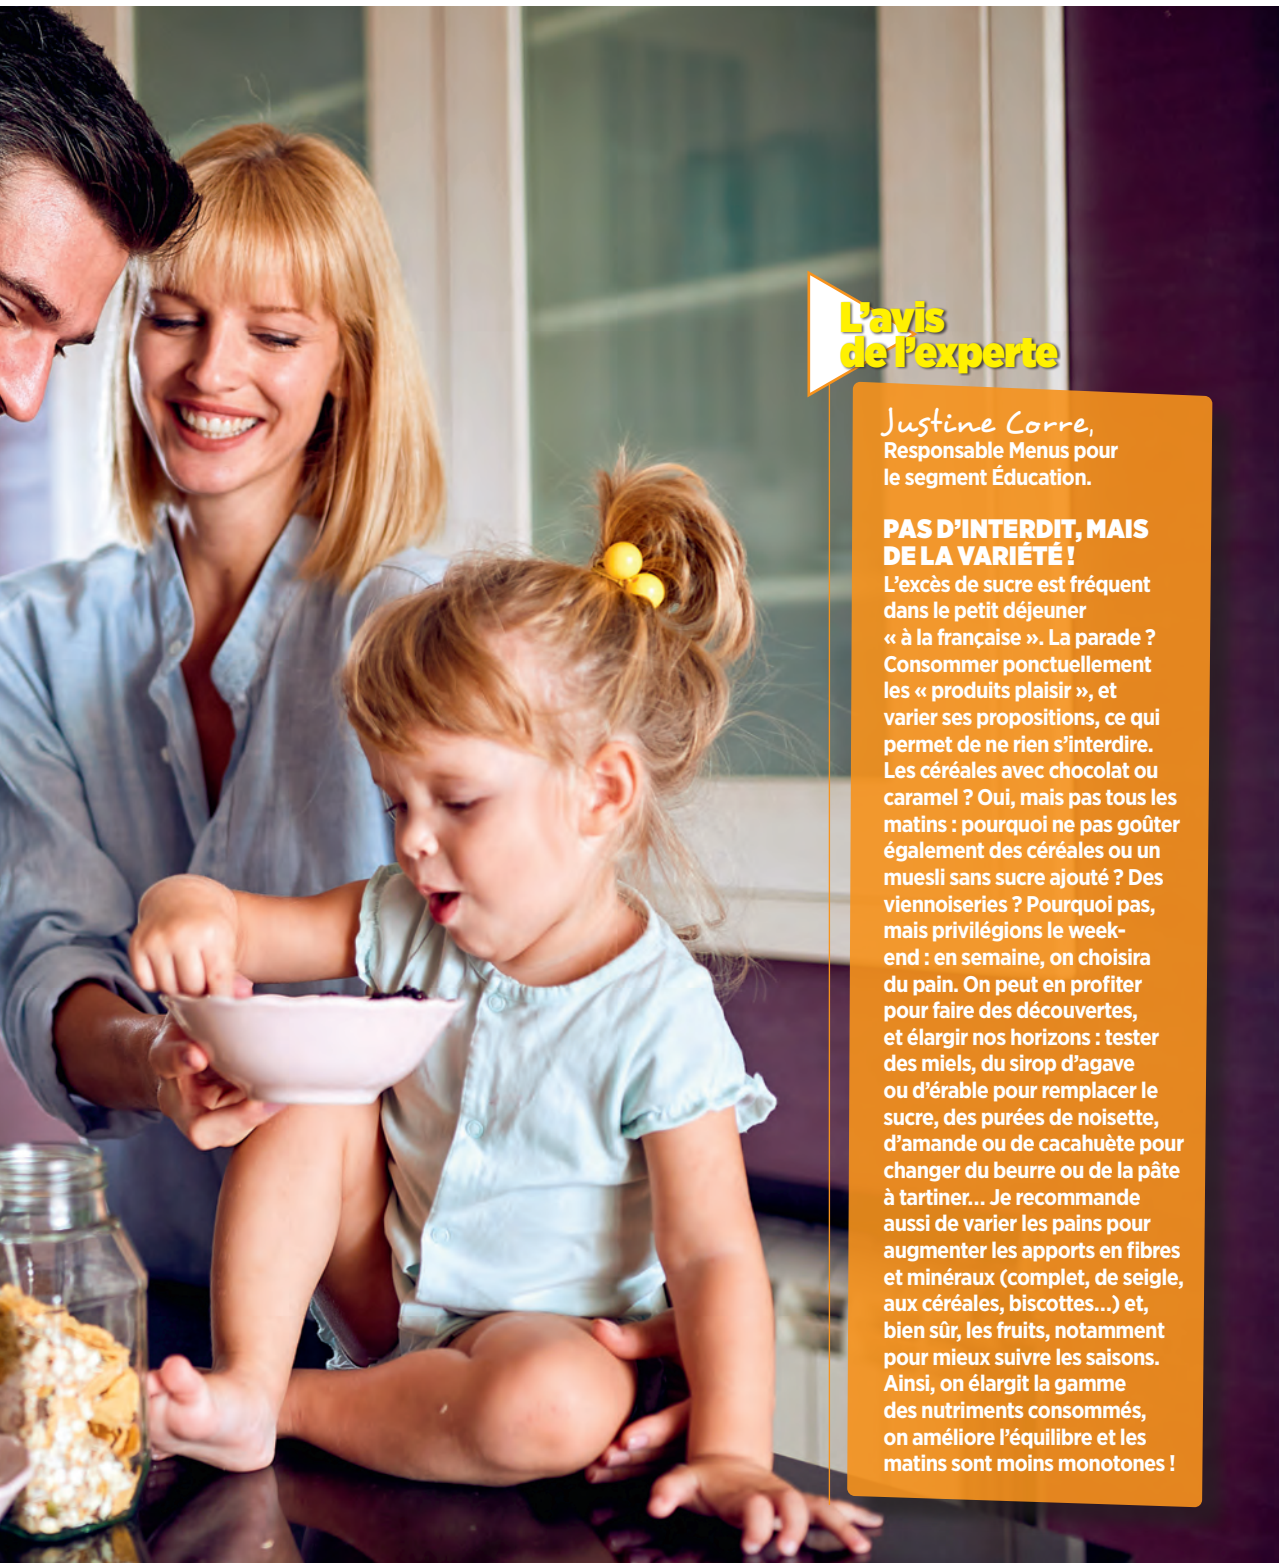 L'avis
de l'experte
Justine Corre,
Responsable Menus pour
le segment Éducation.
PAS D'INTERDIT, MAIS
DE LA VARIÉTÉ !
L'excès de sucre est fréquent
dans le petit déjeuner
« à la française ». La parade ?
Consommer ponctuellement
les « produits plaisir », et
varier ses propositions, ce qui
permet de ne rien s'interdire.
Les céréales avec chocolat ou
caramel ? Oui, mais pas tous les
matins : pourquoi ne pas goûter
également des céréales ou un
muesli sans sucre ajouté ? Des
viennoiseries ? Pourquoi pas,
mais privilégions le week-
end : en semaine, on choisira
du pain. On peut en profiter
pour faire des découvertes,
et élargir nos horizons : tester
des miels, du sirop d'agave
ou d'érable pour remplacer le
sucre, des purées de noisette,
d'amande ou de cacahuète pour
changer du beurre ou de la pâte
à tartiner... Je recommande
aussi de varier les pains pour
augmenter les apports en fibres
et minéraux (complet, de seigle,
aux céréales, biscottes...) et,
bien sûr, les fruits, notamment
pour mieux suivre les saisons.
Ainsi, on élargit la gamme
des nutriments consommés,
on améliore l'équilibre et les
matins sont moins monotones !